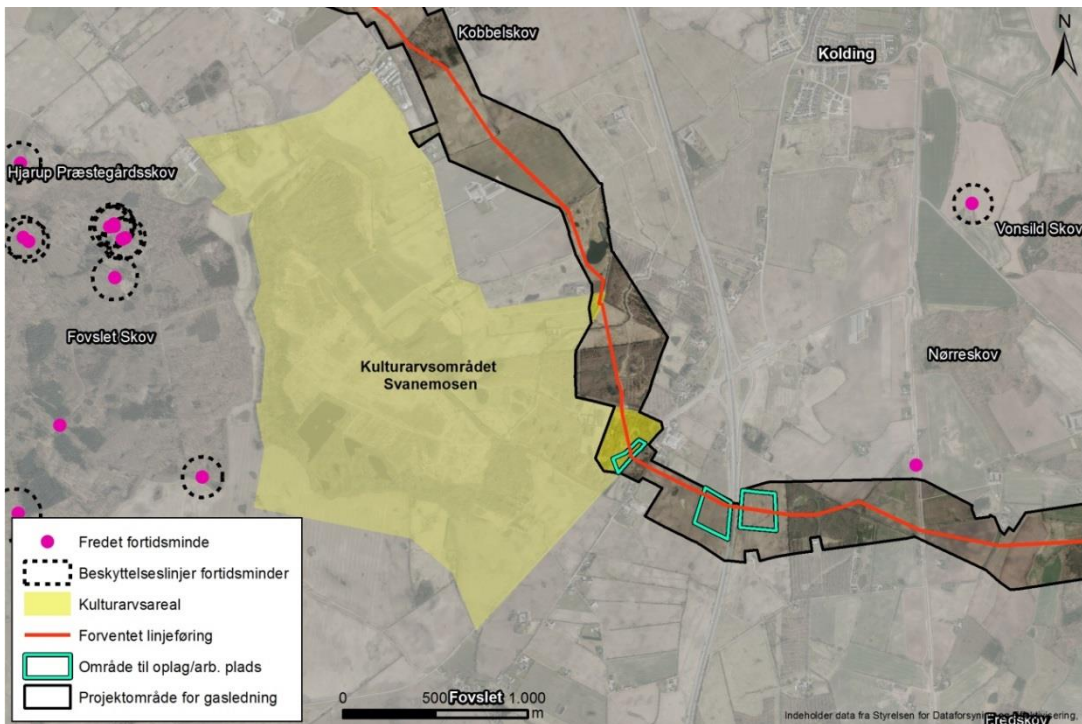 Kobbelskov
Kolding
N
Hjarup Præstegårdsskov
Vonsild Skov
Fovslet Skov
Nørreskov
Kulturarvsområdet
Svanemosen
Fredet fortidsminde
Beskyttelseslinjer fortidsminder
Kulturarvsareal
Forventet linjeføring
Område til oplag/arb. plads
Projektområde for gasledning
0 500 1.000
m
Fovslet
Indeholder data fra Styrelsen for Dataforsyning og Effektivisering
Fredskov